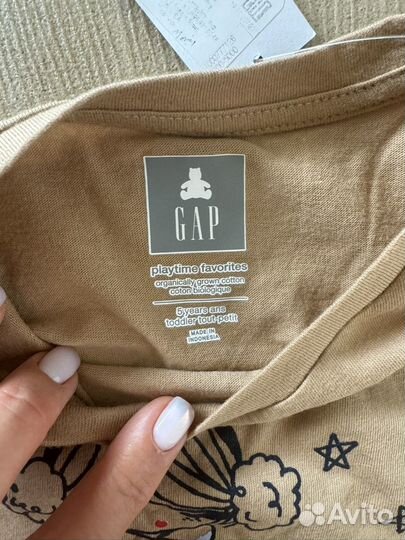 GAP
playtime favorites
organically grown cotton
coton biologique
5 years ans
toddler tout-petit
MADE IN
INDONESIA
Avito